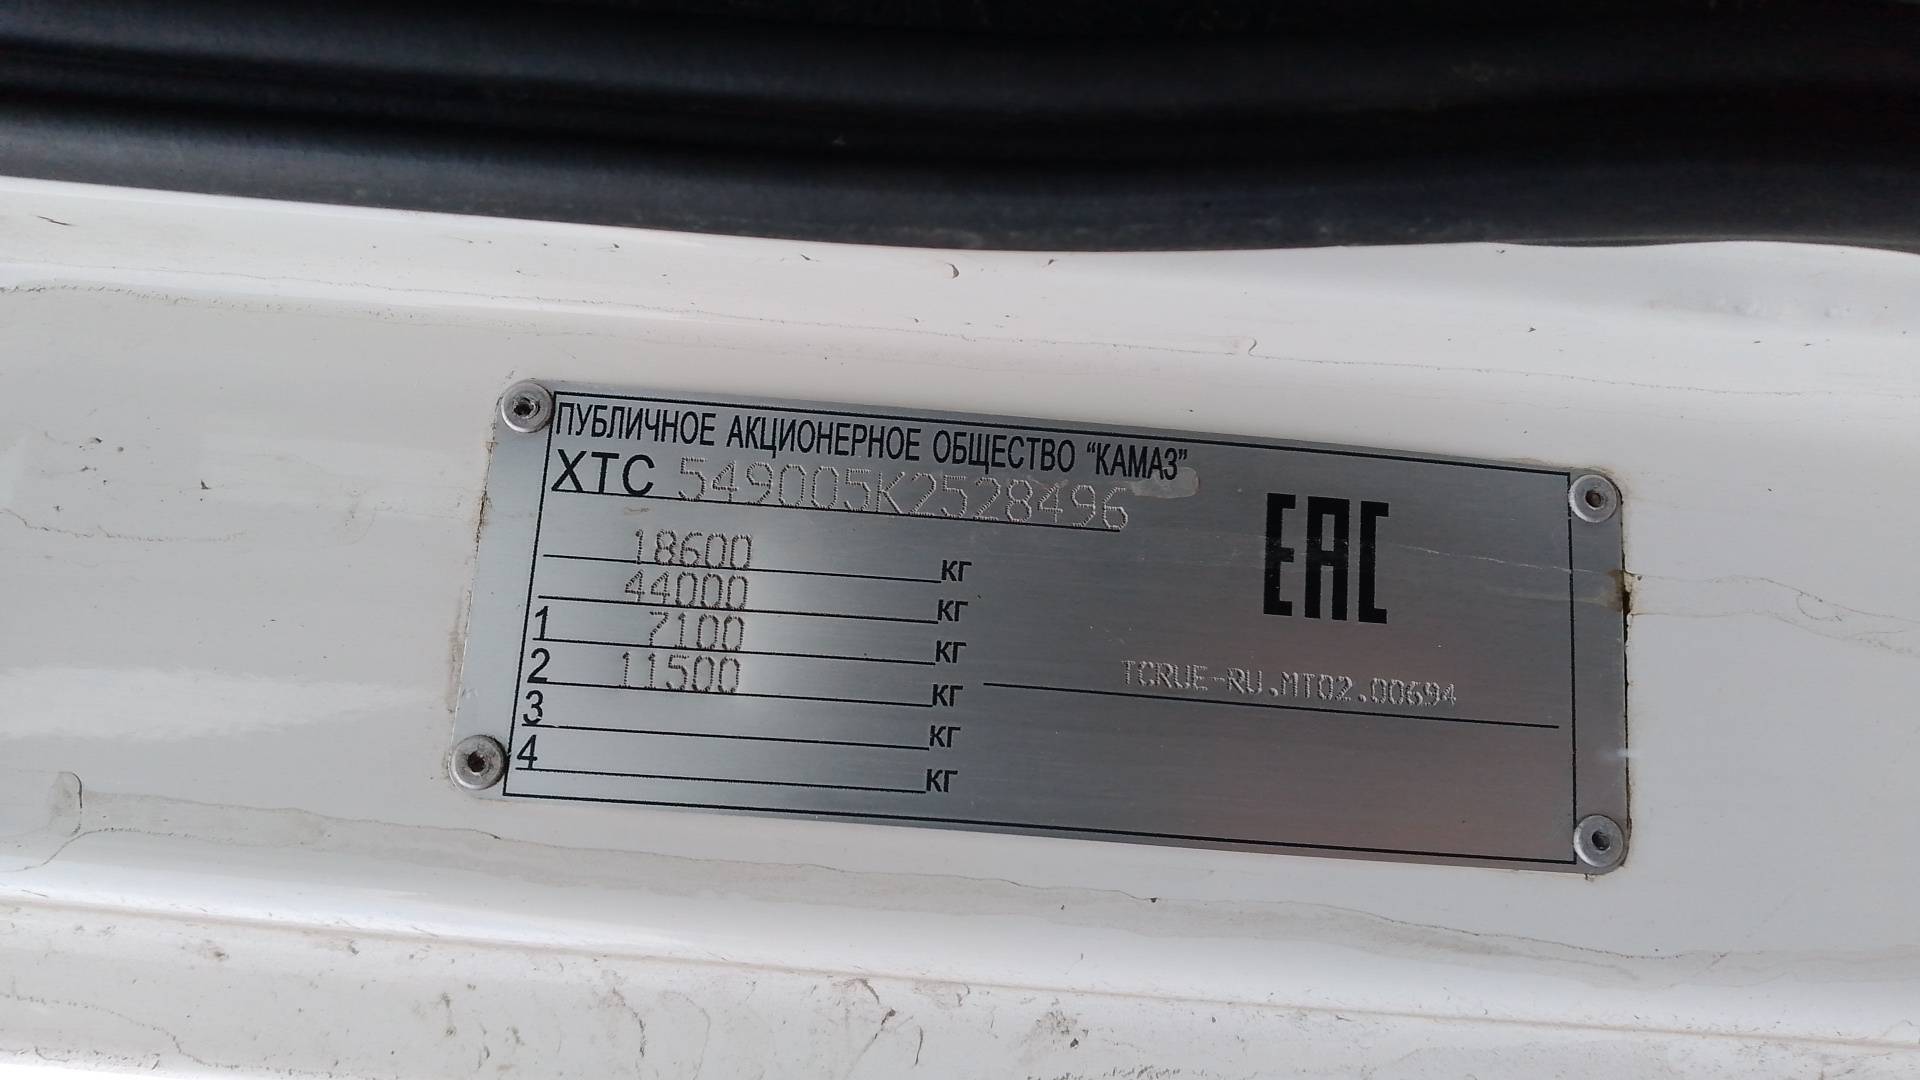 ПУБЛИЧНОЕ АКЦИОНЕРНОЕ ОБЩЕСТВО “КАМАЗ”
XTC 549005K2528496
18600 кг
44000 кг
1 7100 кг
2 11500 кг
3 кг
4 кг
EAC
TCRUE-RU.MT02.00694